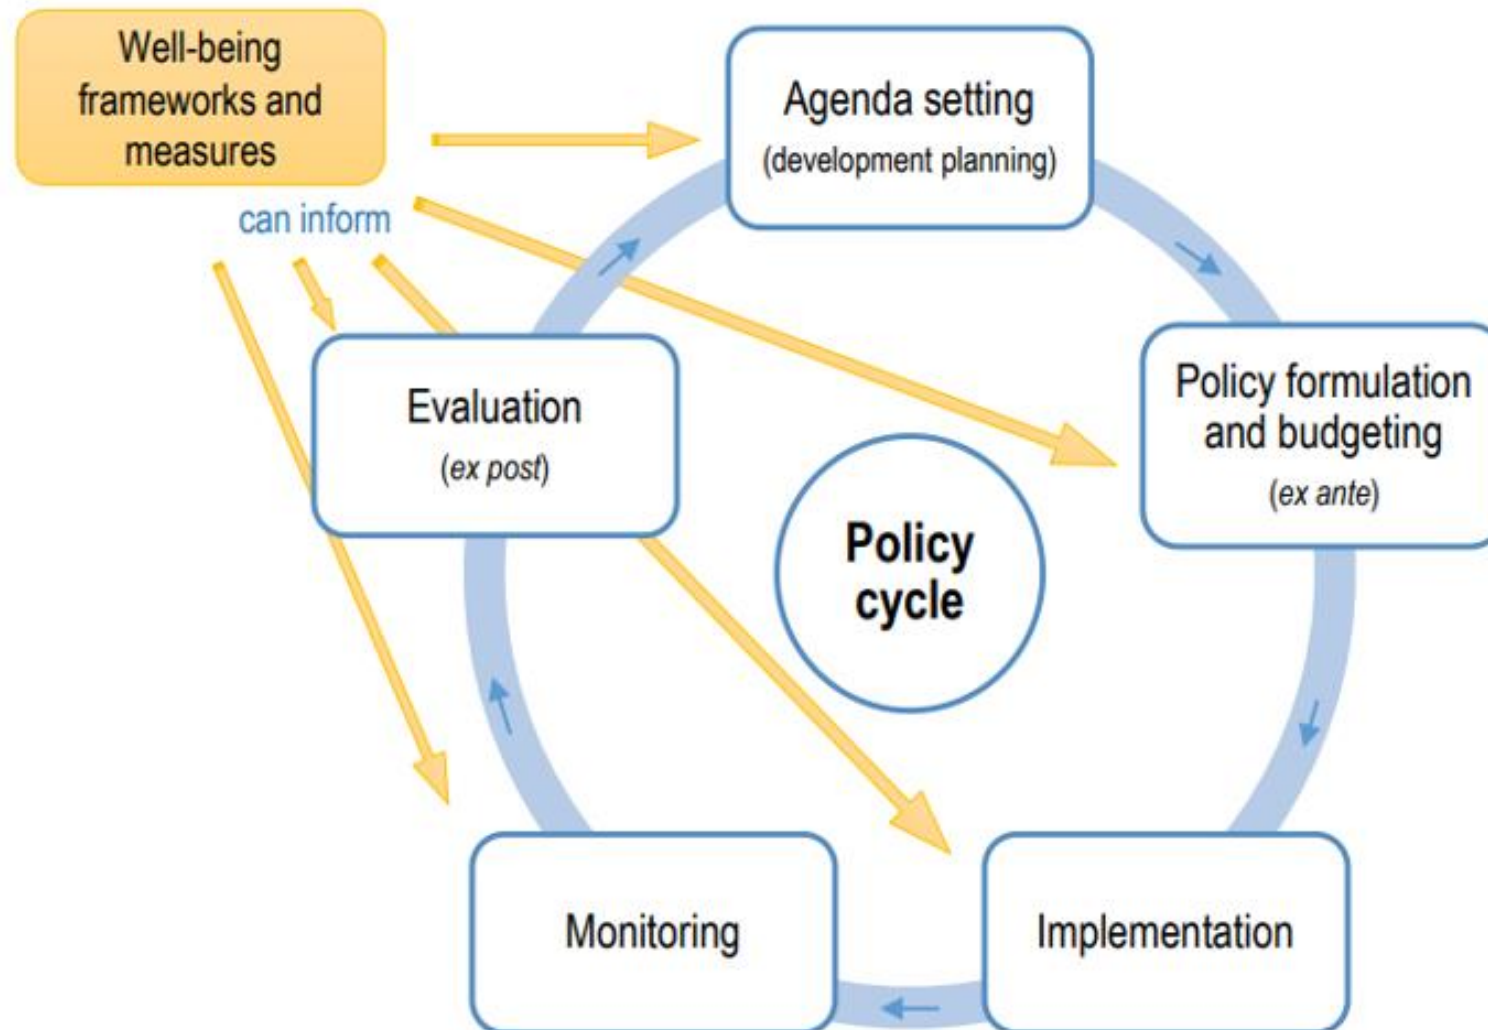 Well-being
frameworks and
measures
can inform
Agenda setting
(development planning)
Policy formulation
and budgeting
(ex ante)
Evaluation
(ex post)
Policy
cycle
Monitoring
Implementation